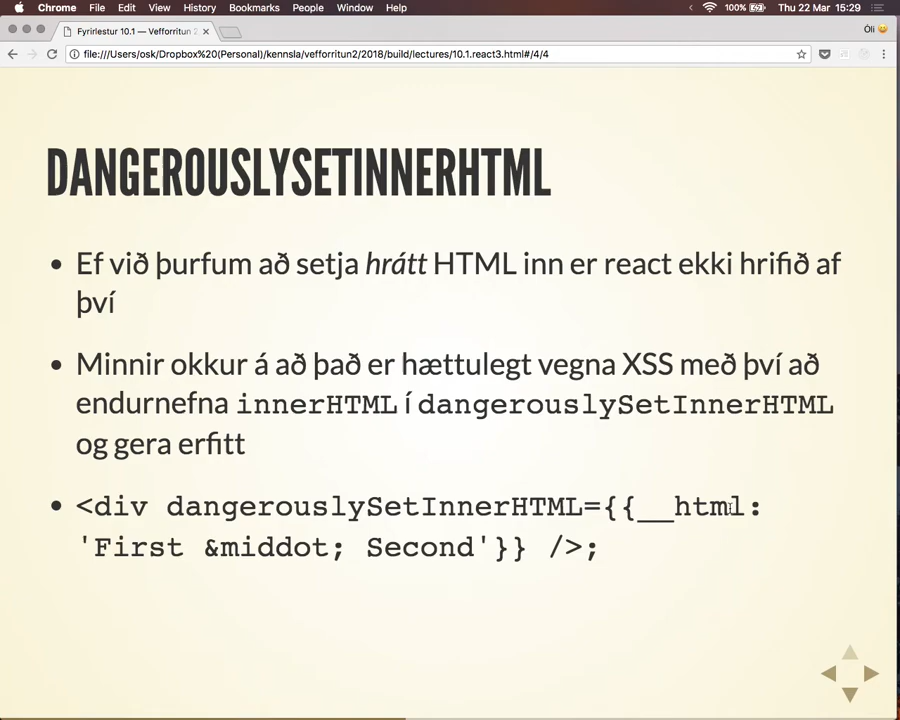 Chrome File Edit View History Bookmarks People Window Help 100% Thu 22 Mar 15:29
Fyrirlestur 10.1 — Vefforritun 2 Óli
file:///Users/osk/Dropbox%20(Personal)/kennsla/vefforritun2/2018/build/lectures/10.1.react3.html#/4/4
DANGEROUSLYSETINNERHTML
• Ef við þurfum að setja hrátt HTML inn er react ekki hrifið af
því
• Minnir okkur á að það er hættulegt vegna XSS með því að
endurnefna innerHTML í dangerouslySetInnerHTML
og gera erfitt
• <div dangerouslySetInnerHTML={{__html:
'First &middot; Second'}} />;